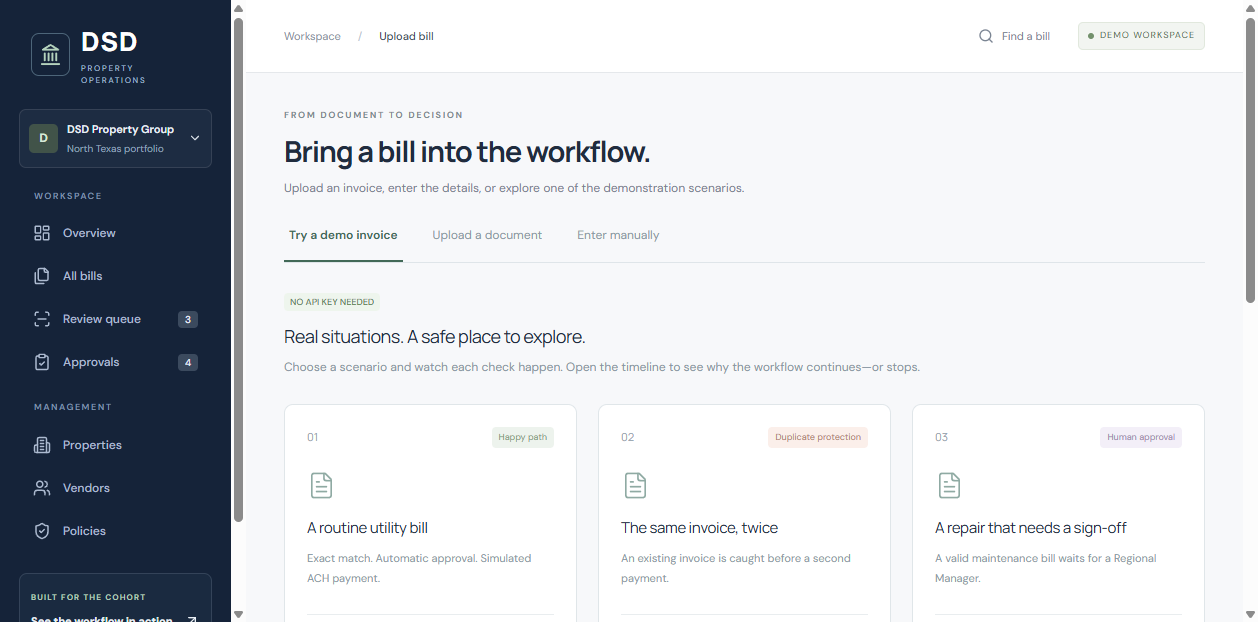 DSD
PROPERTY
OPERATIONS
D
DSD Property Group
North Texas portfolio
WORKSPACE
Overview
All bills
Review queue
3
Approvals
4
MANAGEMENT
Properties
Vendors
Policies
BUILT FOR THE COHORT
See the workflow in action
Workspace / Upload bill
Find a bill
DEMO WORKSPACE
FROM DOCUMENT TO DECISION
Bring a bill into the workflow.
Upload an invoice, enter the details, or explore one of the demonstration scenarios.
Try a demo invoice
Upload a document
Enter manually
NO API KEY NEEDED
Real situations. A safe place to explore.
Choose a scenario and watch each check happen. Open the timeline to see why the workflow continues—or stops.
01
Happy path
A routine utility bill
Exact match. Automatic approval. Simulated
ACH payment.
02
Duplicate protection
The same invoice, twice
An existing invoice is caught before a second
payment.
03
Human approval
A repair that needs a sign-off
A valid maintenance bill waits for a Regional
Manager.